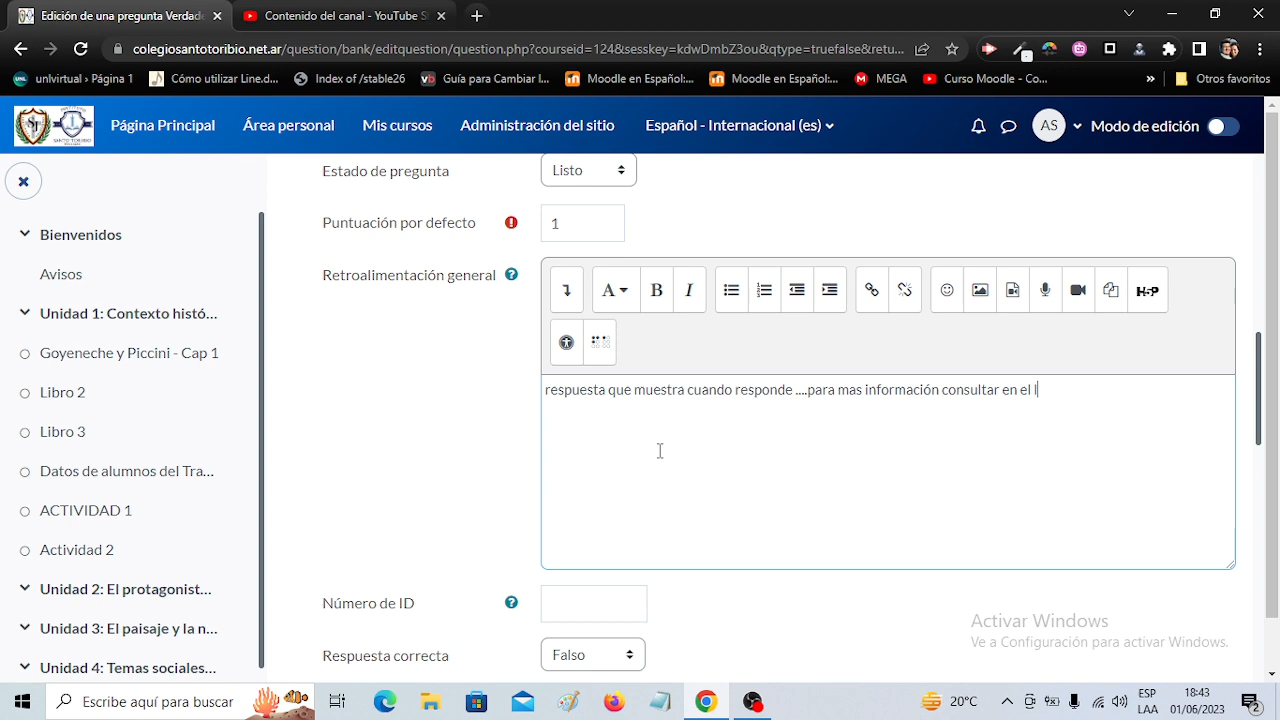 Editando una pregunta Verdad
Contenido del canal - YouTube S
colegiosantotoribio.net.ar/question/bank/editquestion/question.php?courseid=124&sesskey=kdwDmbZ3ou&qtype=truefalse&retu...
univirtual › Página 1
Cómo utilizar Line.d...
Index of /stable26
Guía para Cambiar l...
Moodle en Español:...
Moodle en Español:...
MEGA
Curso Moodle - Co...
»
Otros favoritos
Página Principal
Área personal
Mis cursos
Administración del sitio
Español - Internacional (es)
AS
Modo de edición
Bienvenidos
Avisos
Unidad 1: Contexto histó...
Goyeneche y Piccini - Cap 1
Libro 2
Libro 3
Datos de alumnos del Tra...
ACTIVIDAD 1
Actividad 2
Unidad 2: El protagonist...
Unidad 3: El paisaje y la n...
Unidad 4: Temas sociales...
Estado de pregunta
Listo
Puntuación por defecto
1
Retroalimentación general
A
B
I
H-P
respuesta que muestra cuando responde ....para mas información consultar en el l
Número de ID
Respuesta correcta
Falso
Activar Windows
Ve a Configuración para activar Windows.
Escribe aquí para buscar
20°C
ESP
LAA
18:43
01/06/2023
2